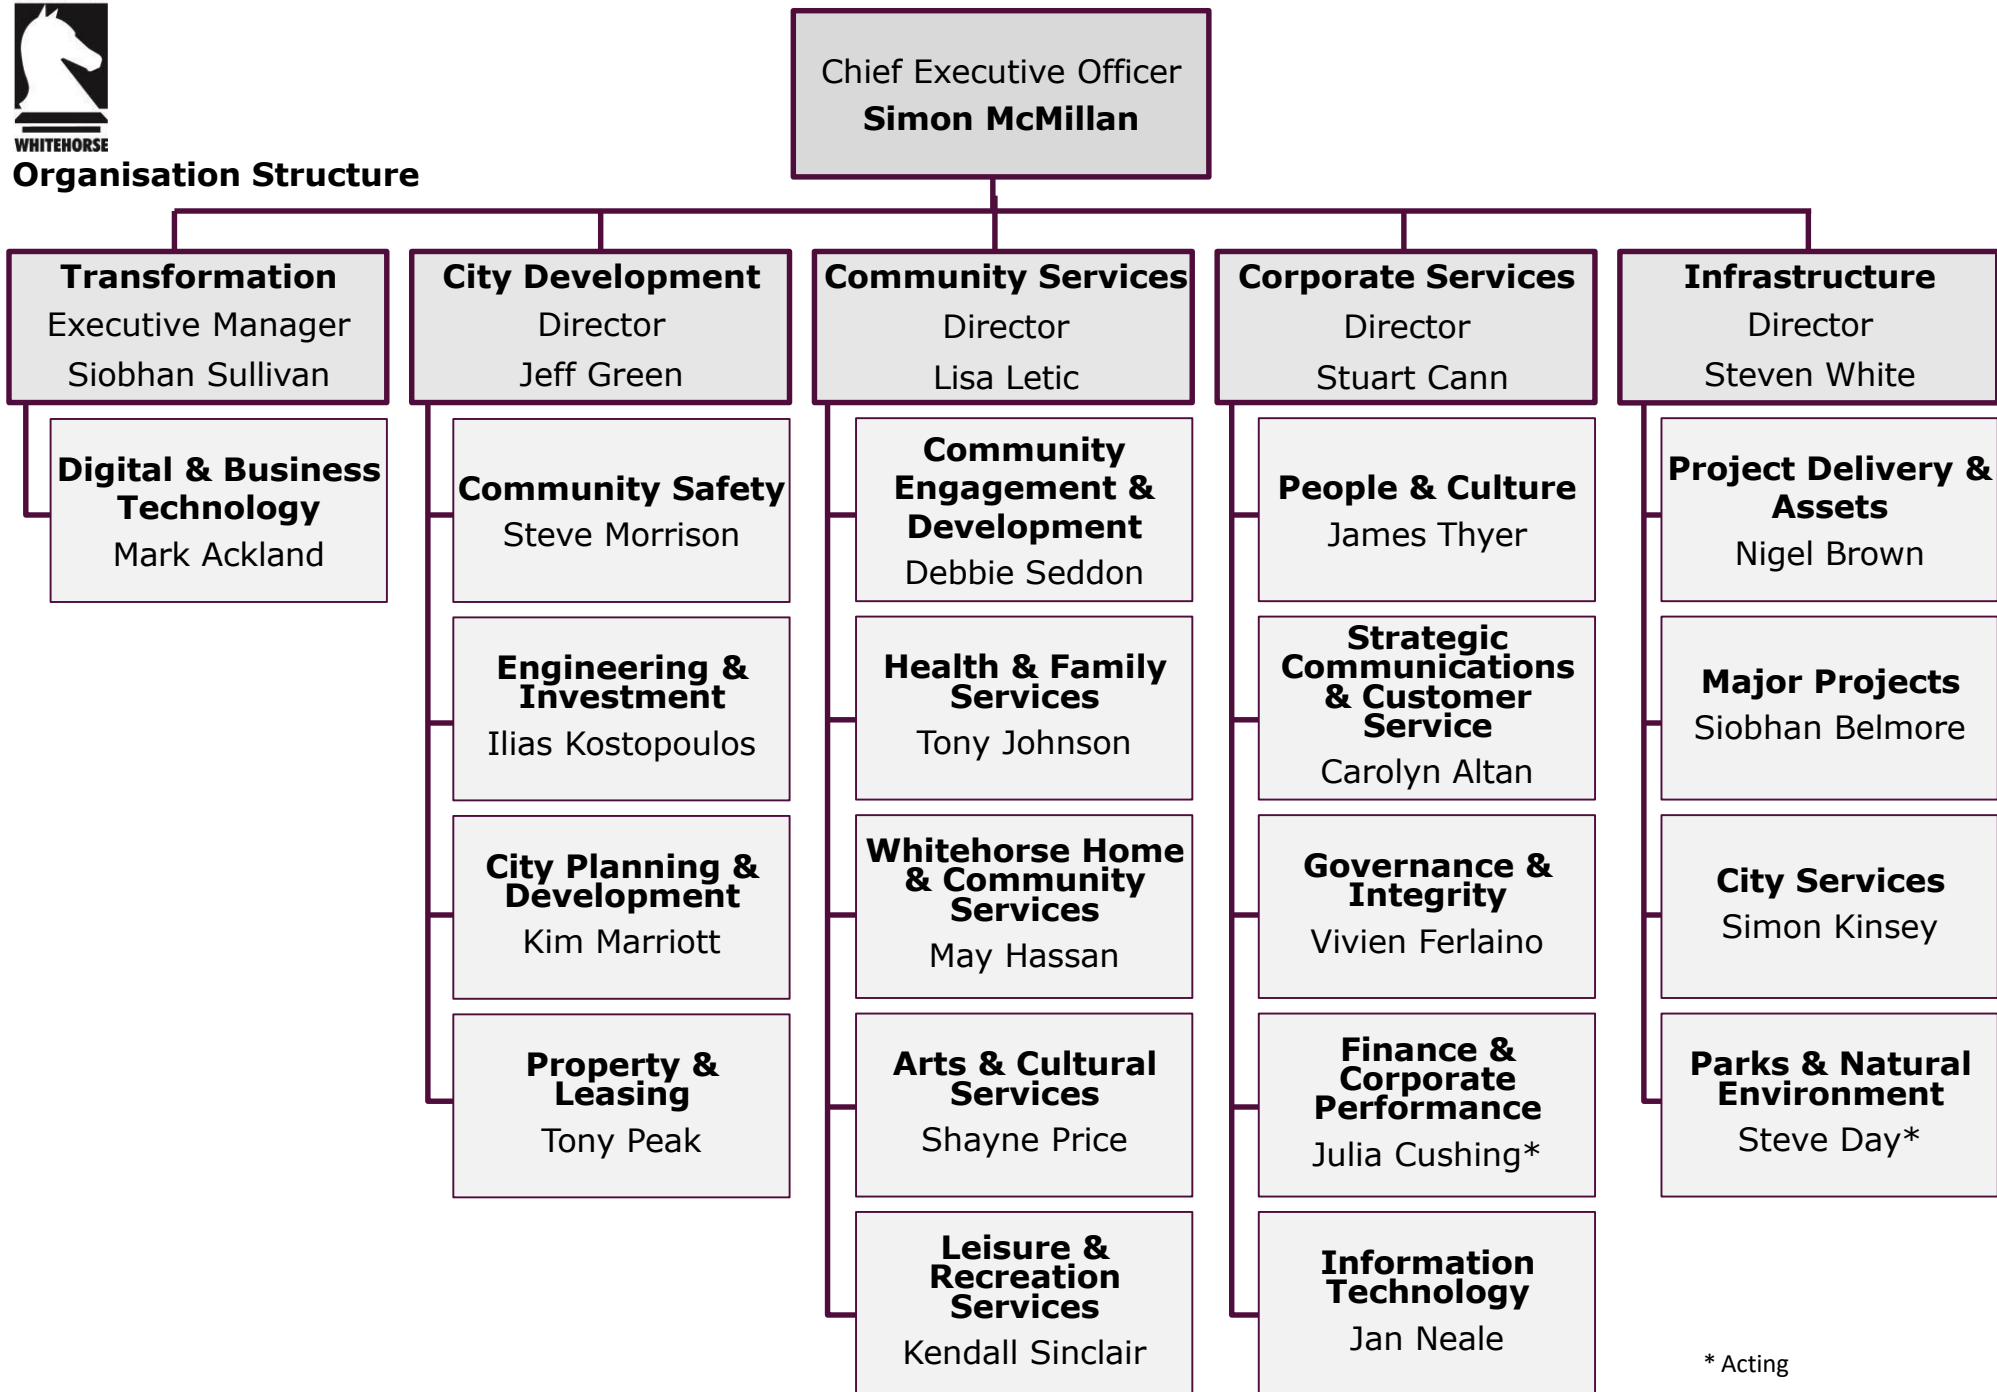 WHITEHORSE
Organisation Structure
Chief Executive Officer
Simon McMillan
Transformation
Executive Manager
Siobhan Sullivan
Digital & Business
Technology
Mark Ackland
City Development
Director
Jeff Green
Community Safety
Steve Morrison
Engineering &
Investment
Ilias Kostopoulos
City Planning &
Development
Kim Marriott
Property &
Leasing
Tony Peak
Community Services
Director
Lisa Letic
Community
Engagement &
Development
Debbie Seddon
Health & Family
Services
Tony Johnson
Whitehorse Home
& Community
Services
May Hassan
Arts & Cultural
Services
Shayne Price
Leisure &
Recreation
Services
Kendall Sinclair
Corporate Services
Director
Stuart Cann
People & Culture
James Thyer
Strategic
Communications
& Customer
Service
Carolyn Altan
Governance &
Integrity
Vivien Ferlaino
Finance &
Corporate
Performance
Julia Cushing*
Information
Technology
Jan Neale
Infrastructure
Director
Steven White
Project Delivery &
Assets
Nigel Brown
Major Projects
Siobhan Belmore
City Services
Simon Kinsey
Parks & Natural
Environment
Steve Day*
* Acting